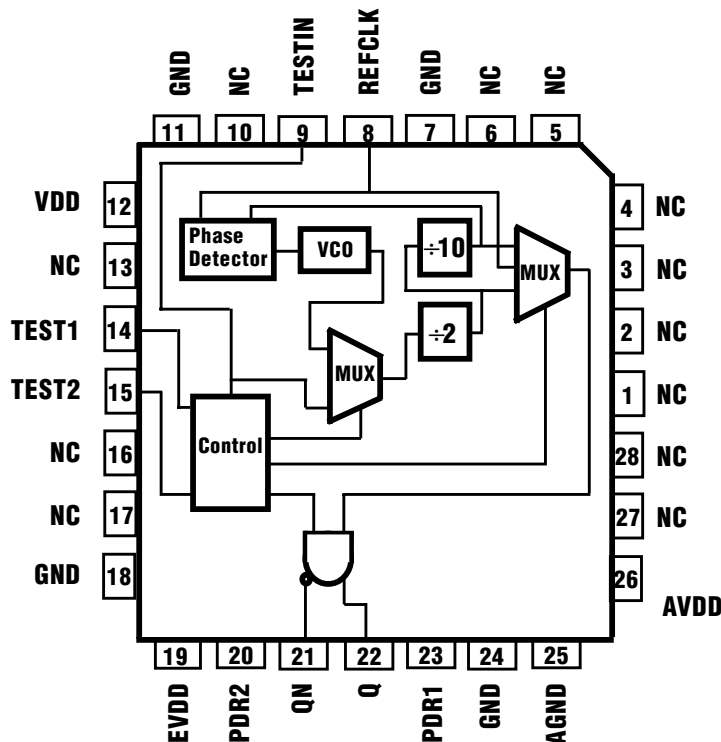 GND
NC
TESTIN
REFCLK
GND
NC
NC
11
10
9
8
7
6
5
VDD
12
4
NC
NC
13
3
NC
TEST1
14
2
NC
TEST2
15
1
NC
NC
16
28
NC
NC
17
27
NC
GND
18
26
AVDD
Phase
Detector
VCO
÷10
MUX
÷2
MUX
Control
19
20
21
22
23
24
25
EVDD
PDR2
QN
Q
PDR1
GND
AGND